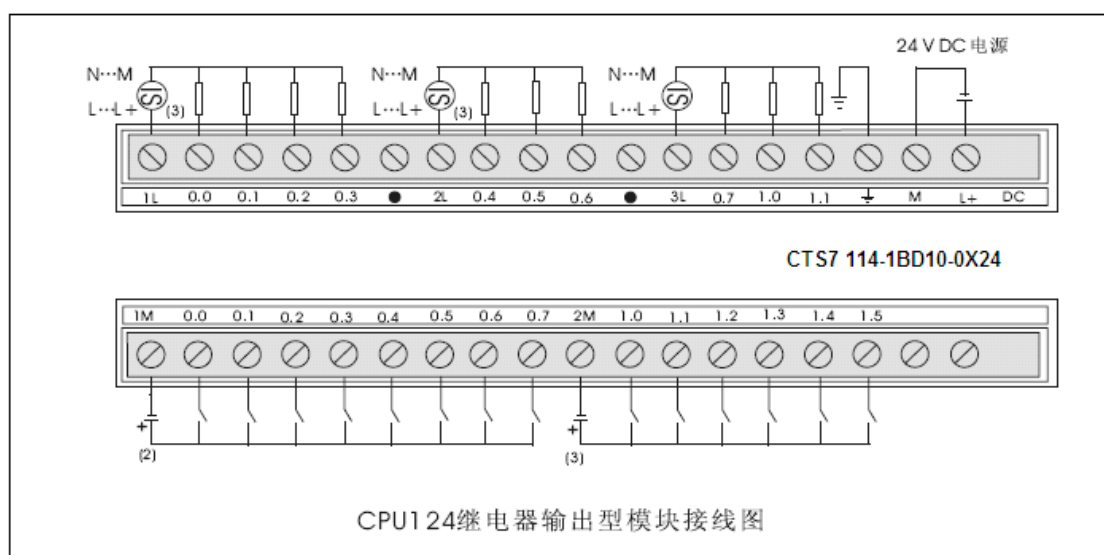 24 V DC 电源
N···M N···M N···M
L···L+ (3) L···L+ (3) L···L+
1L 0.0 0.1 0.2 0.3 ● 2L 0.4 0.5 0.6 ● 3L 0.7 1.0 1.1 ⏚ M L+ DC
CTS7 114-1BD10-0X24
1M 0.0 0.1 0.2 0.3 0.4 0.5 0.6 0.7 2M 1.0 1.1 1.2 1.3 1.4 1.5
+ +
(2) (3)
CPU124继电器输出型模块接线图